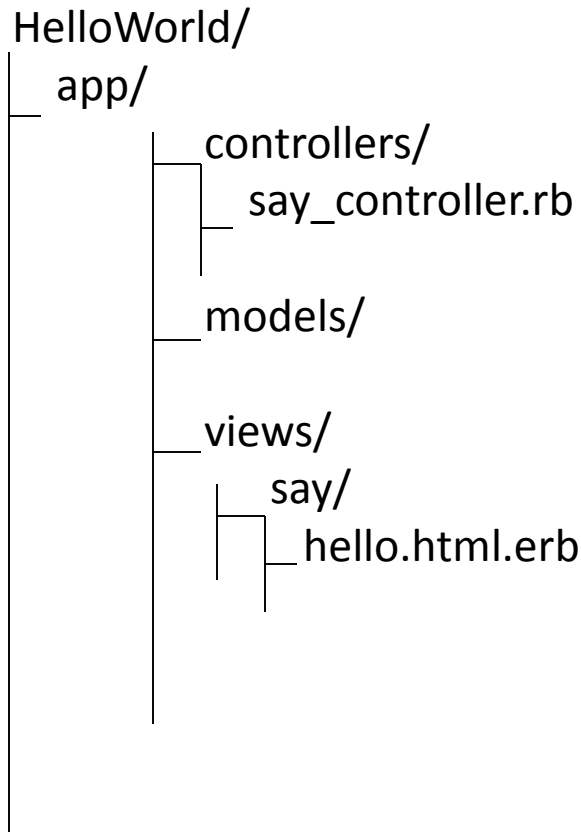 HelloWorld/
app/
controllers/
say_controller.rb
models/
views/
say/
hello.html.erb